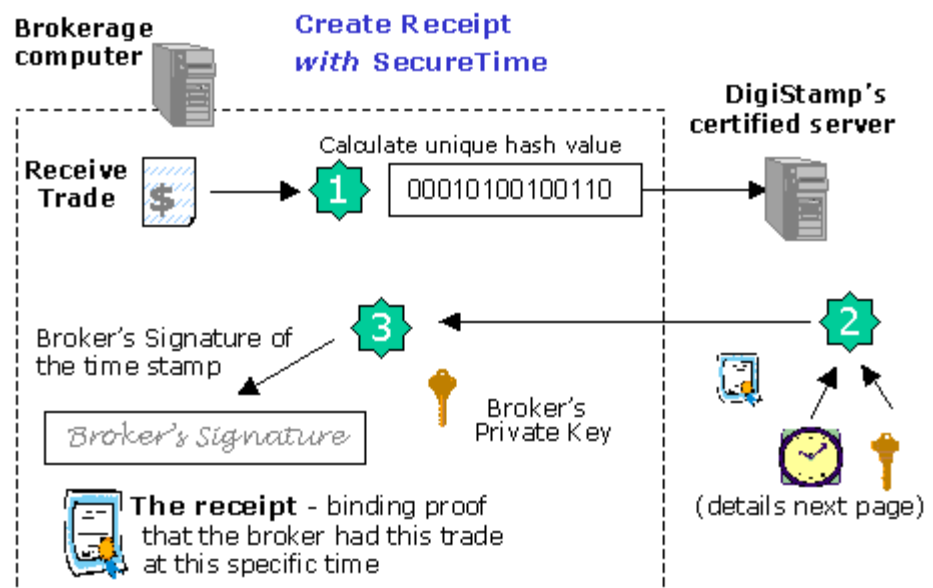 Brokerage
computer
Create Receipt
with SecureTime
DigiStamp's
certified server
Receive
Trade
$
1
Calculate unique hash value
00010100100110
2
3
Broker's Signature of
the time stamp
Broker's Signature
Broker's
Private Key
(details next page)
The receipt - binding proof
that the broker had this trade
at this specific time